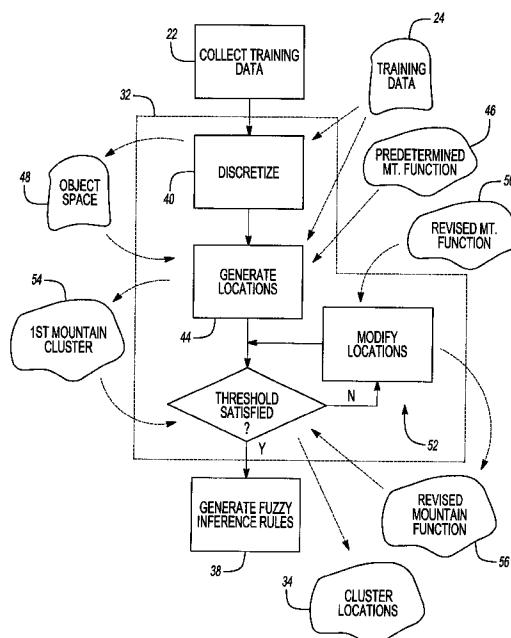 22
COLLECT TRAINING
DATA
24
TRAINING
DATA
32
46
PREDETERMINED
MT. FUNCTION
DISCRETIZE
40
48
OBJECT
SPACE
REVISED MT.
FUNCTION
54
GENERATE
LOCATIONS
44
1ST MOUNTAIN
CLUSTER
MODIFY
LOCATIONS
THRESHOLD
SATISFIED
?
N
Y
52
GENERATE FUZZY
INFERENCE RULES
38
REVISED
MOUNTAIN
FUNCTION
56
34
CLUSTER
LOCATIONS